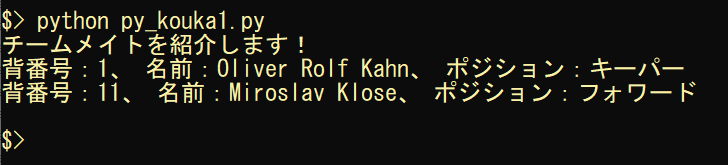 $> python py_kouka1.py
チームメイトを紹介します！
背番号：1、 名前：Oliver Rolf Kahn、 ポジション：キーパー
背番号：11、 名前：Miroslav Klose、 ポジション：フォワード
$>